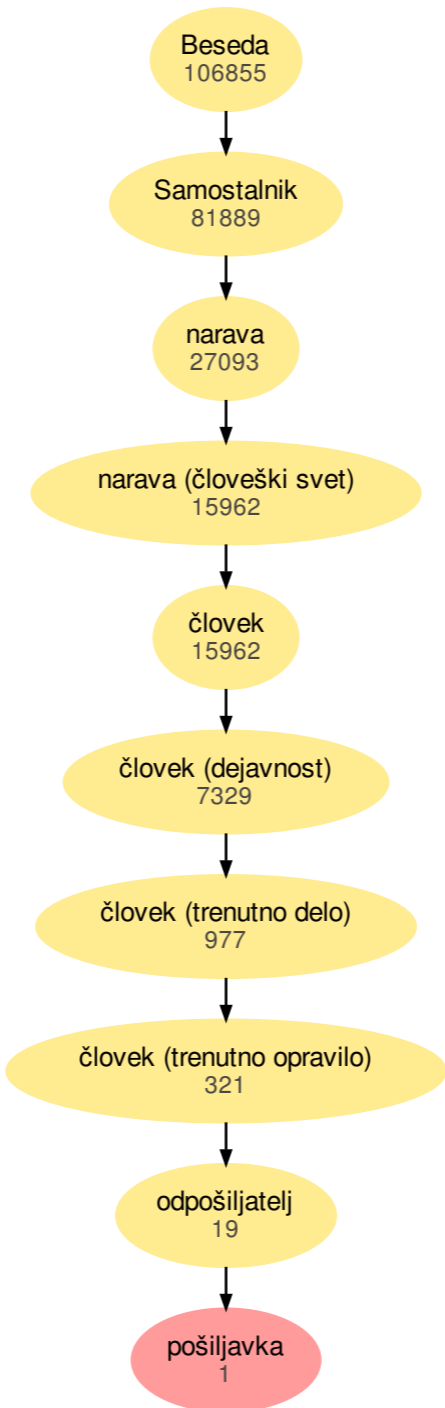 Beseda
106855
Samostalnik
81889
narava
27093
narava (človeški svet)
15962
človek
15962
človek (dejavnost)
7329
človek (trenutno delo)
977
človek (trenutno opravilo)
321
odpošiljatelj
19
pošiljavka
1